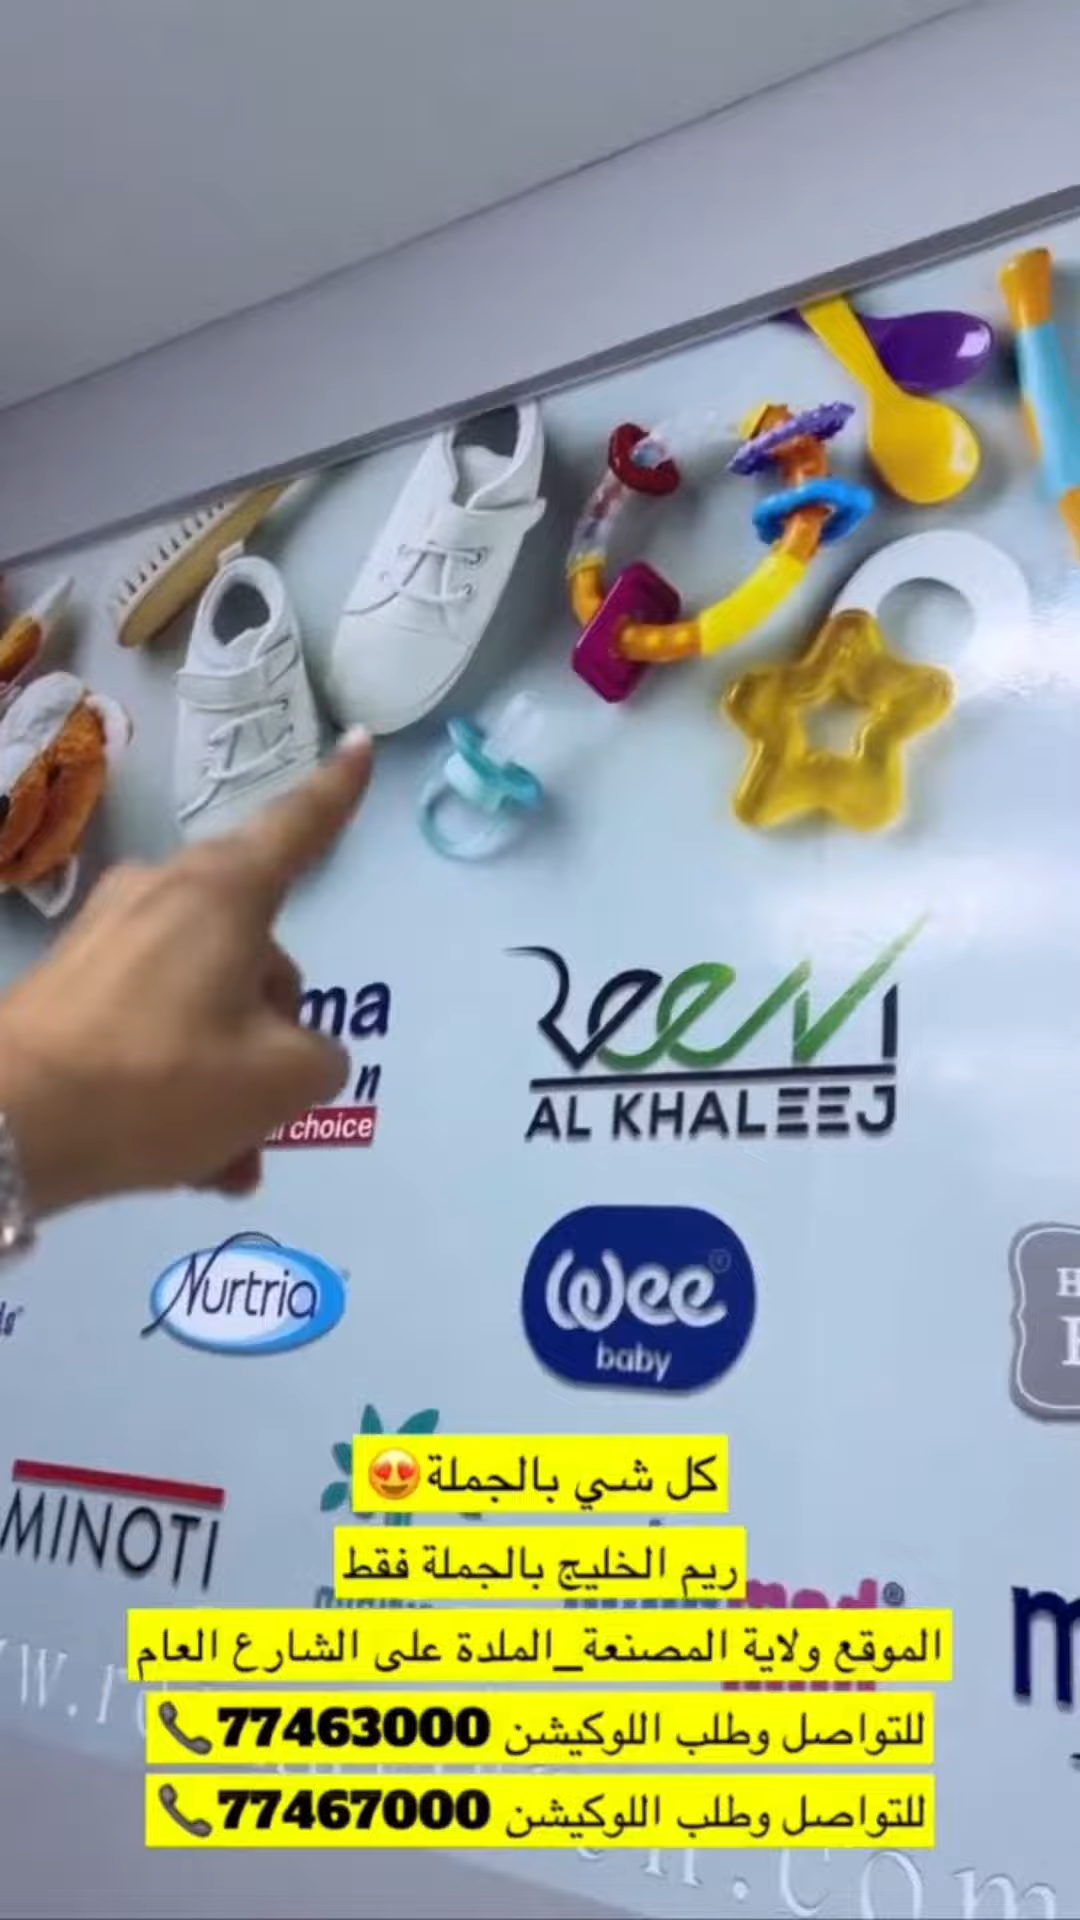 ma
n
choice
Reem
AL KHALEEJ
Nurtria
wee
baby
MINOTI
كل شي بالجملة😍
ريم الخليج بالجملة فقط
الموقع ولاية المصنعة_الملدة على الشارع العام
للتواصل وطلب اللوكيشن 77463000📞
للتواصل وطلب اللوكيشن 77467000📞